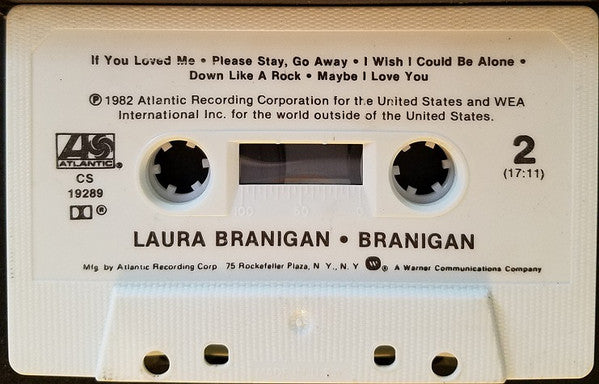 If You Loved Me • Please Stay, Go Away • I Wish I Could Be Alone •
Down Like A Rock • Maybe I Love You
℗ 1982 Atlantic Recording Corporation for the United States and WEA
International Inc. for the world outside of the United States.
ATLANTIC®
CS
19289
®
2
(17:11)
100 50 0
LAURA BRANIGAN • BRANIGAN
Mfg. by Atlantic Recording Corp 75 Rockefeller Plaza, N Y., N. Y ® A Warner Communications Company